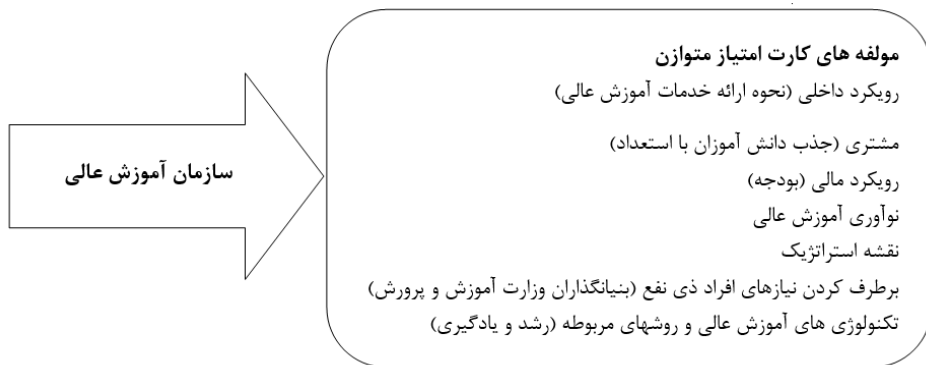 مولفه های کارت امتیاز متوازن
رویکرد داخلی (نحوه ارائه خدمات آموزش عالی)
مشتری (جذب دانش آموزان با استعداد)
رویکرد مالی (بودجه)
نوآوری آموزش عالی
نقشه استراتژیک
برطرف کردن نیازهای افراد ذی نفع (بنیانگذاران وزارت آموزش و پرورش)
تکنولوژی های آموزش عالی و روشهای مربوطه (رشد و یادگیری)
سازمان آموزش عالی